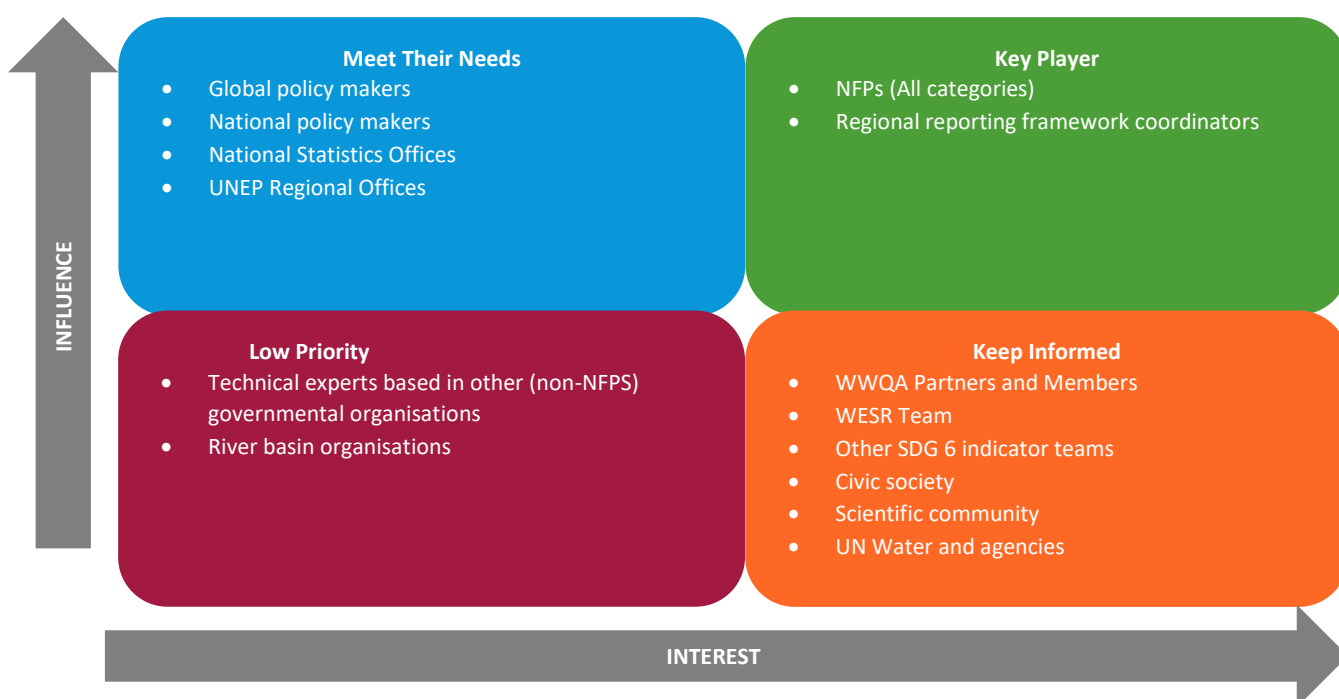 Meet Their Needs
• Global policy makers
• National policy makers
• National Statistics Offices
• UNEP Regional Offices
Key Player
• NFPs (All categories)
• Regional reporting framework coordinators
INFLUENCE
Low Priority
• Technical experts based in other (non-NFPS)
governmental organisations
• River basin organisations
Keep Informed
• WWQA Partners and Members
• WESR Team
• Other SDG 6 indicator teams
• Civic society
• Scientific community
• UN Water and agencies
INTEREST